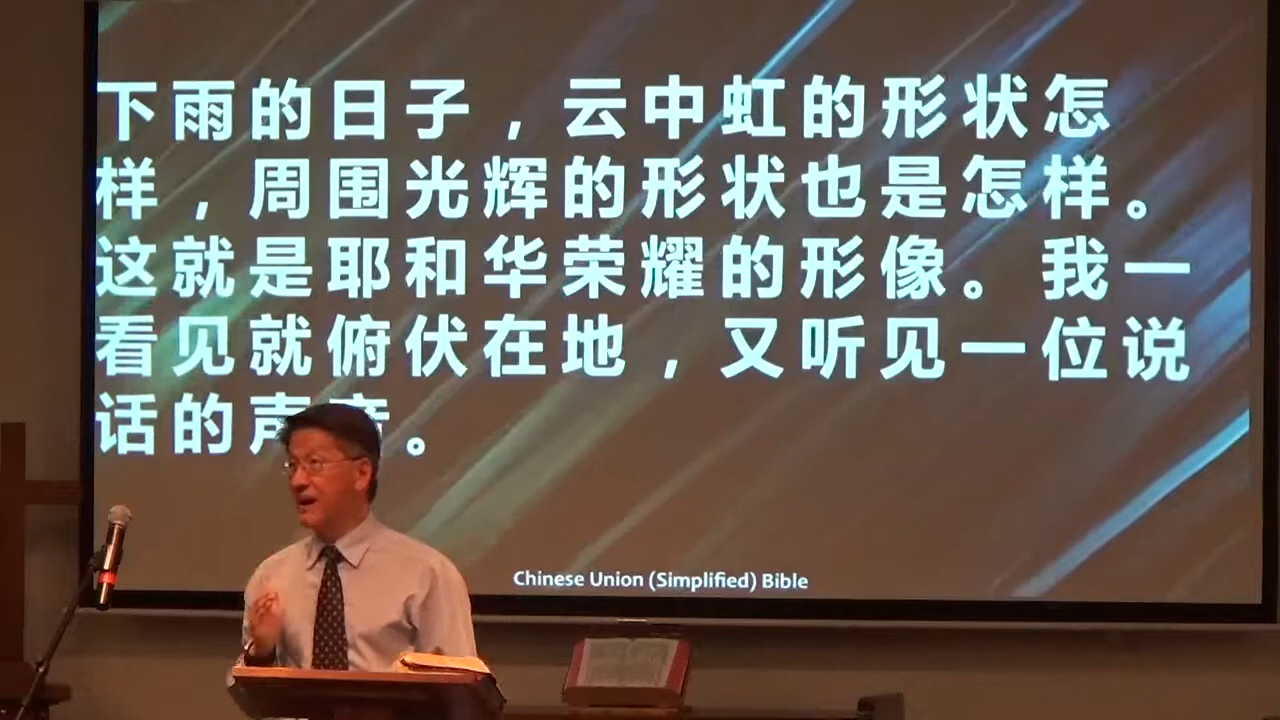 下雨的日子，云中虹的形状怎
样，周围光辉的形状也是怎样。
这就是耶和华荣耀的形像。我一
看见就俯伏在地，又听见一位说
话的声音。
Chinese Union (Simplified) Bible